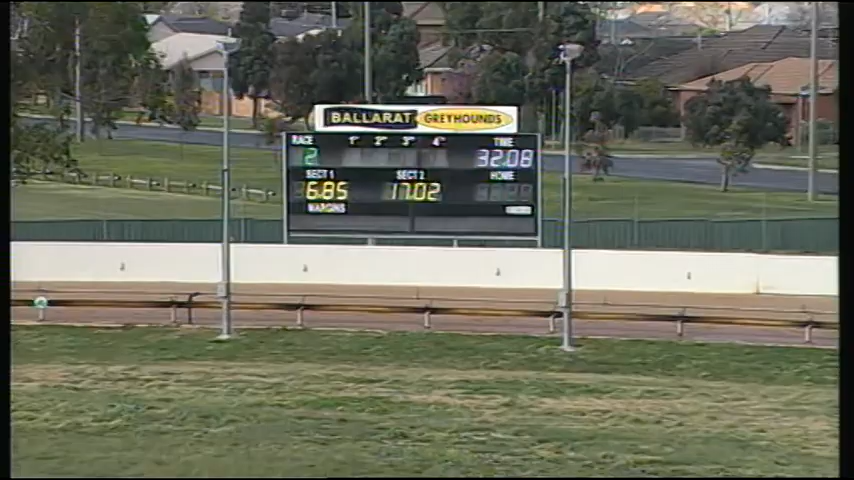 BALLARAT GREYHOUNDS
RACE 1st 2nd 3rd 4th TIME
2 32.08
SECT 1 SECT 2 HOME
6.85 17.02
MARGINS